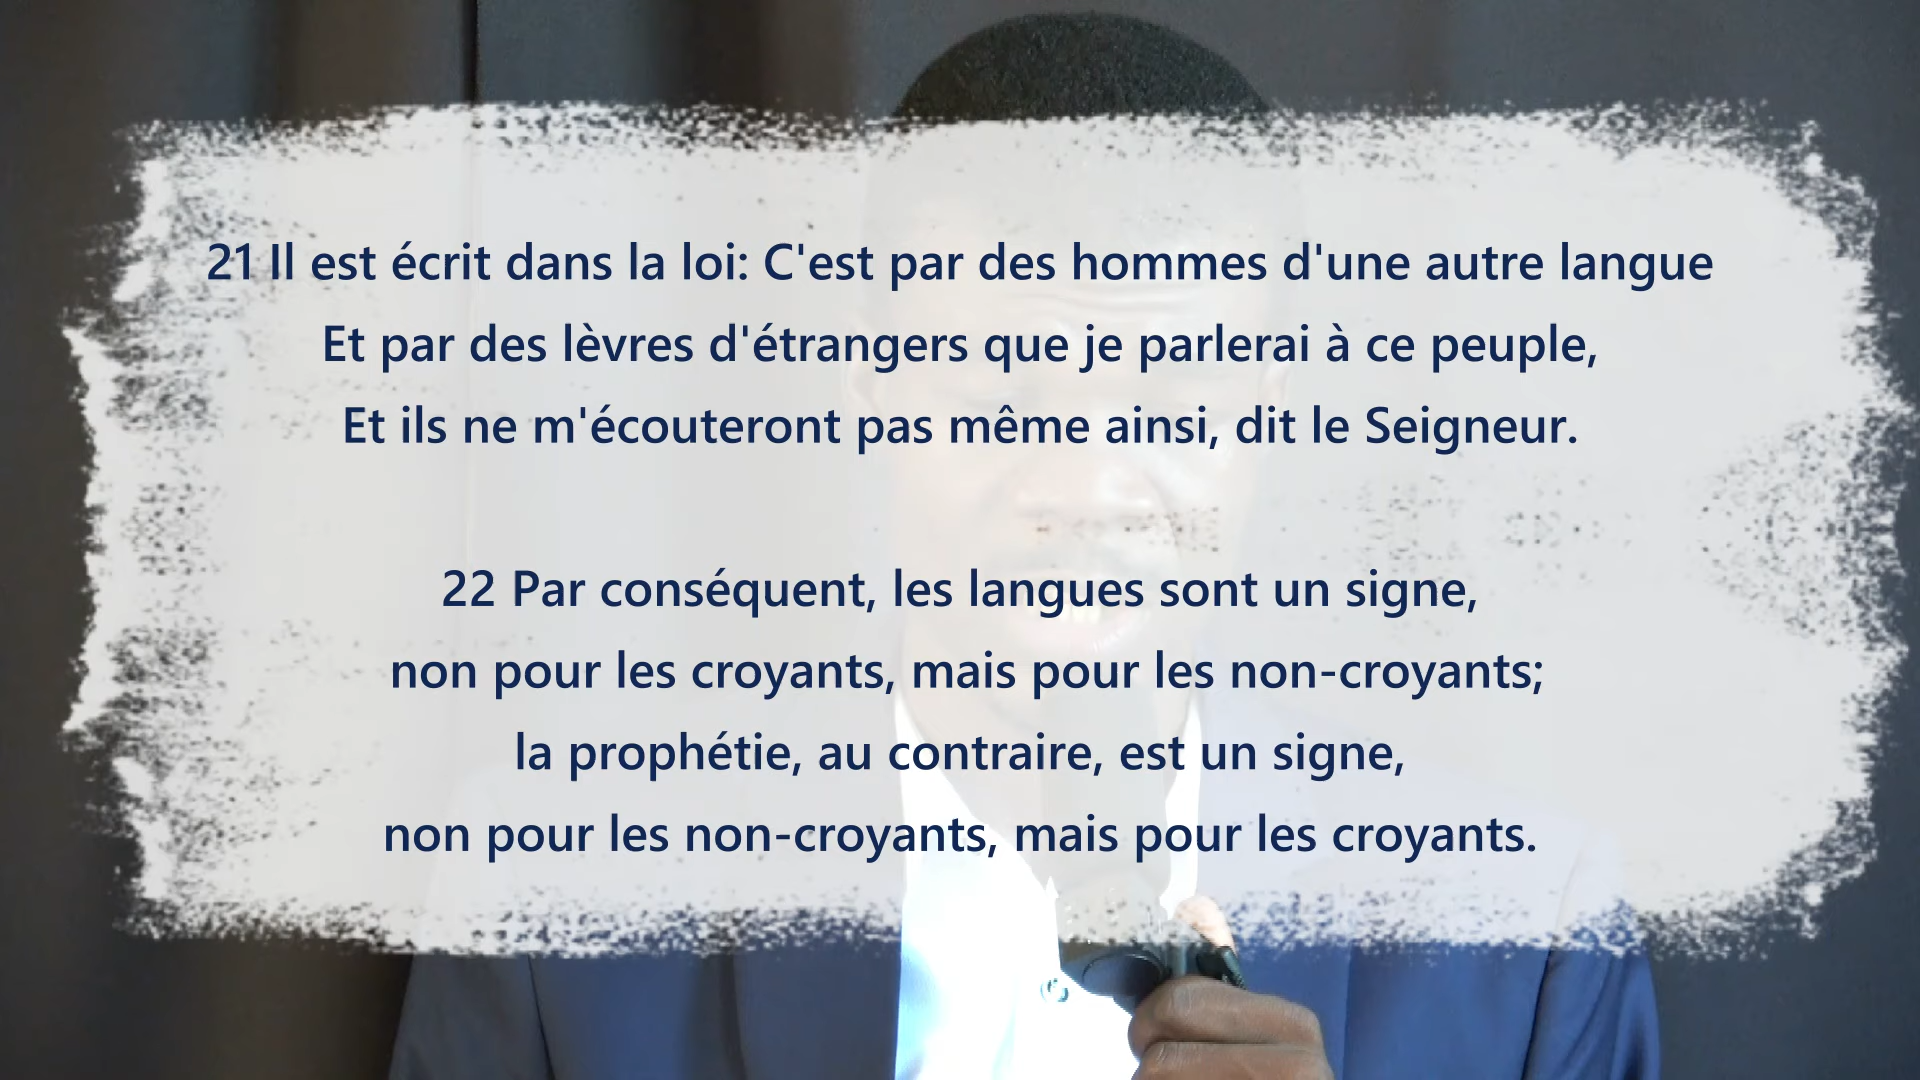 21 Il est écrit dans la loi: C'est par des hommes d'une autre langue
Et par des lèvres d'étrangers que je parlerai à ce peuple,
Et ils ne m'écouteront pas même ainsi, dit le Seigneur.
22 Par conséquent, les langues sont un signe,
non pour les croyants, mais pour les non-croyants;
la prophétie, au contraire, est un signe,
non pour les non-croyants, mais pour les croyants.